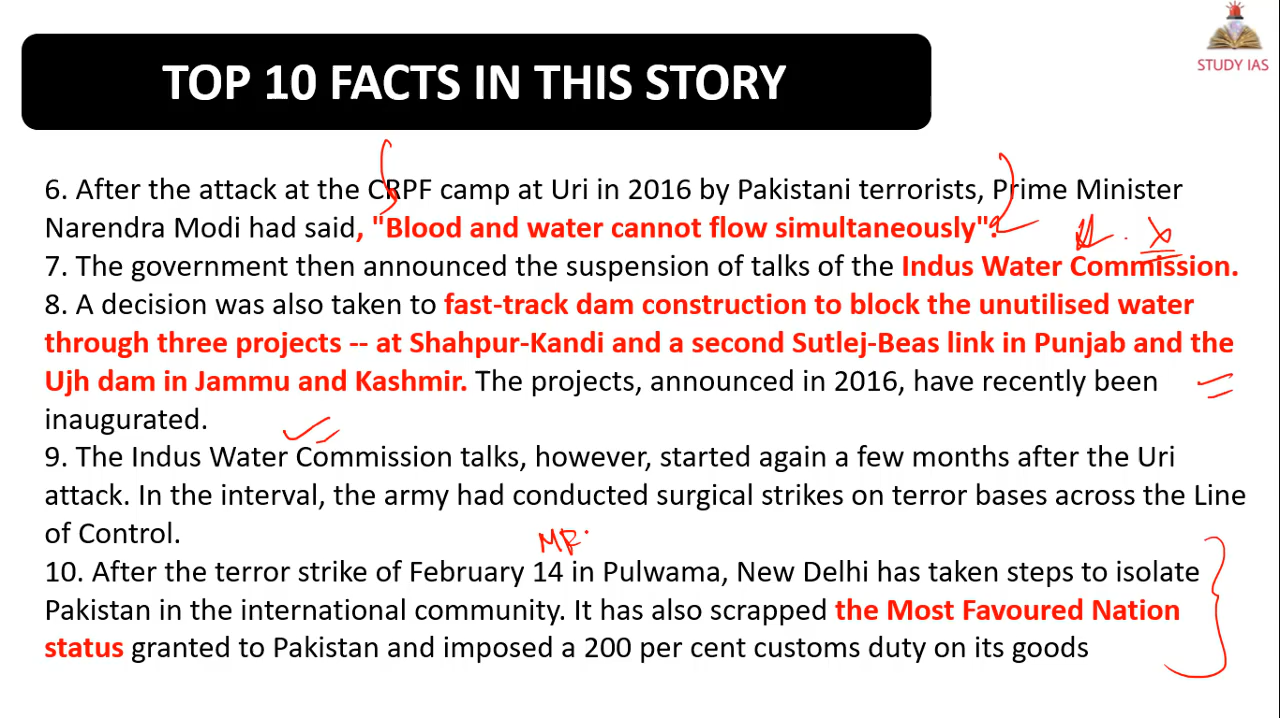 STUDY IAS
TOP 10 FACTS IN THIS STORY
6. After the attack at the CRPF camp at Uri in 2016 by Pakistani terrorists, Prime Minister
Narendra Modi had said, "Blood and water cannot flow simultaneously".
7. The government then announced the suspension of talks of the Indus Water Commission.
8. A decision was also taken to fast-track dam construction to block the unutilised water
through three projects -- at Shahpur-Kandi and a second Sutlej-Beas link in Punjab and the
Ujh dam in Jammu and Kashmir. The projects, announced in 2016, have recently been
inaugurated.
9. The Indus Water Commission talks, however, started again a few months after the Uri
attack. In the interval, the army had conducted surgical strikes on terror bases across the Line
of Control.
10. After the terror strike of February 14 in Pulwama, New Delhi has taken steps to isolate
Pakistan in the international community. It has also scrapped the Most Favoured Nation
status granted to Pakistan and imposed a 200 per cent customs duty on its goods